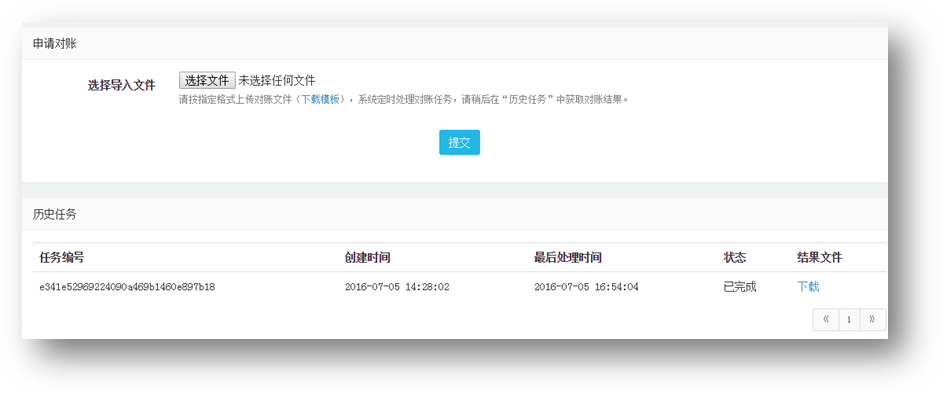 申请对账
选择导入文件 选择文件 未选择任何文件
请按指定格式上传对账文件（下载模板），系统定时处理对账任务，请稍后在“历史任务”中获取对账结果。
提交
历史任务
任务编号 创建时间 最后处理时间 状态 结果文件
e341e52969224090a469b1460e897b18 2016-07-05 14:28:02 2016-07-05 16:54:04 已完成 下载
《 1 》